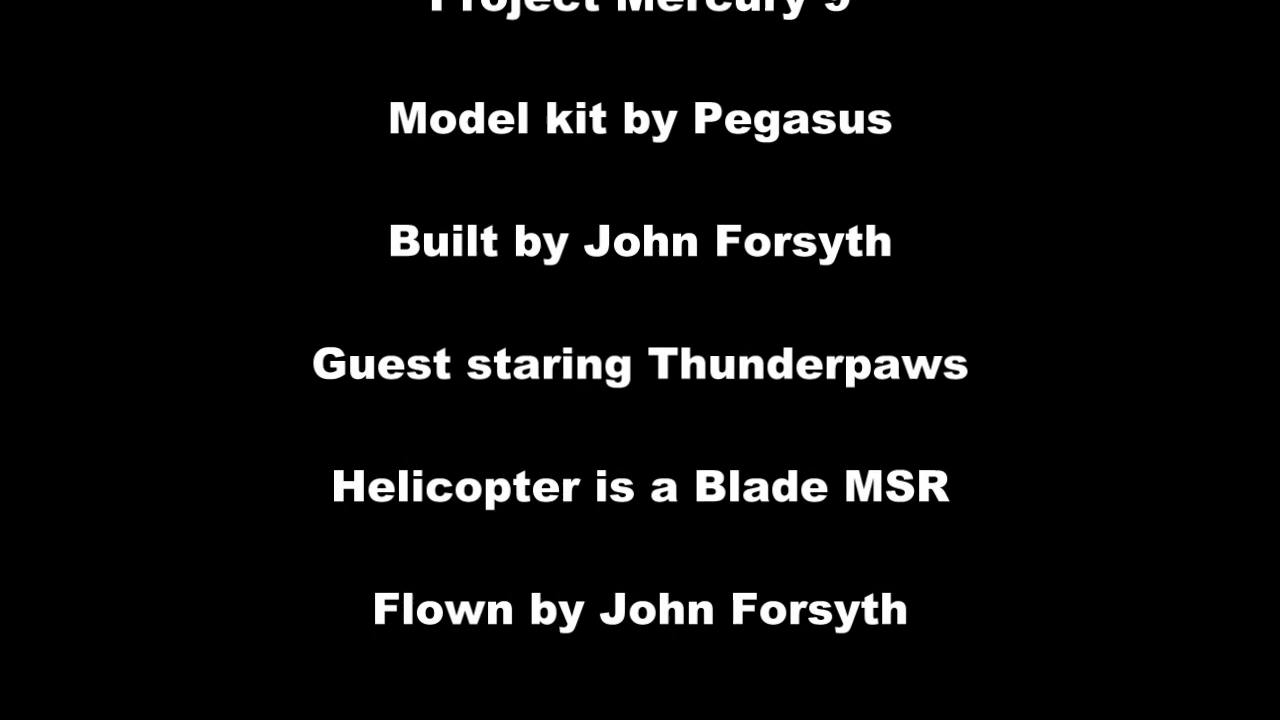 Project Mercury 9
Model kit by Pegasus
Built by John Forsyth
Guest staring Thunderpaws
Helicopter is a Blade MSR
Flown by John Forsyth